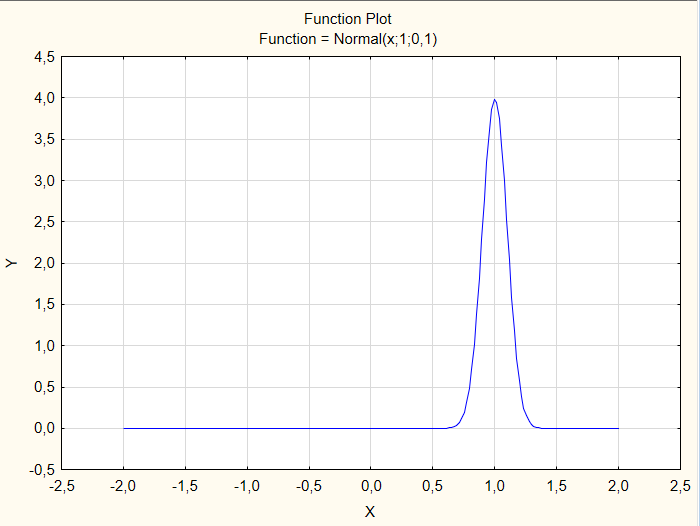 Function Plot
Function = Normal(x;1;0,1)
4,5
4,0
3,5
3,0
2,5
2,0
1,5
1,0
0,5
0,0
-0,5
Y
-2,5 -2,0 -1,5 -1,0 -0,5 0,0 0,5 1,0 1,5 2,0 2,5
X